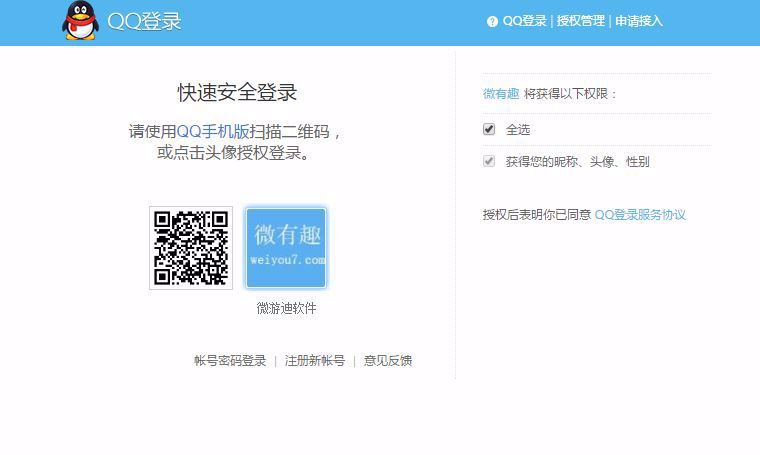 QQ登录
QQ登录 | 授权管理 | 申请接入
快速安全登录
请使用QQ手机版扫描二维码，
或点击头像授权登录。
微有趣
weiyou7.com
微游迪软件
帐号密码登录 | 注册新帐号 | 意见反馈
微有趣 将获得以下权限：
全选
获得您的昵称、头像、性别
授权后表明你已同意 QQ登录服务协议